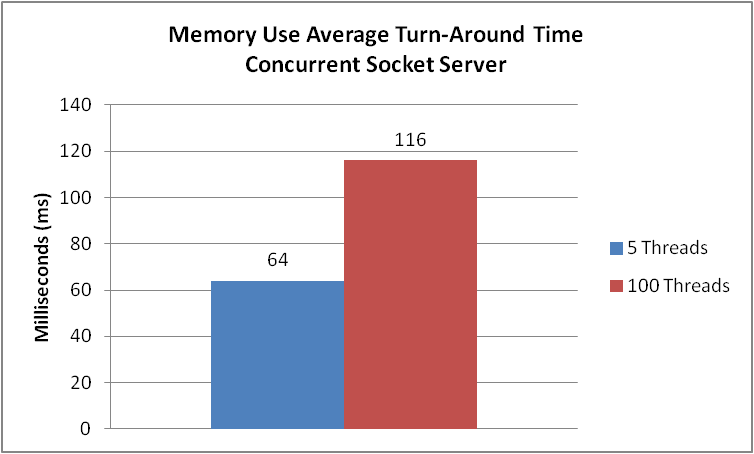 Memory Use Average Turn-Around Time
Concurrent Socket Server
Milliseconds (ms)
140
120
100
80
60
40
20
0
64
116
5 Threads
100 Threads